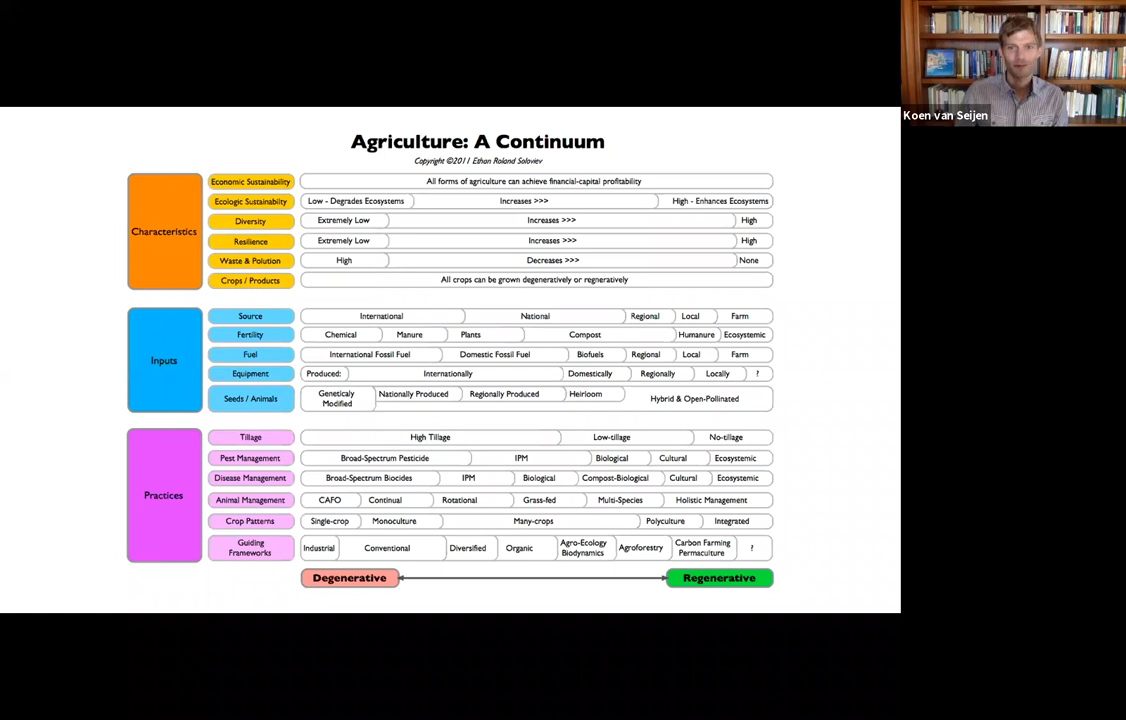 Koen van Seijen
Agriculture: A Continuum
Copyright ©2011 Ethan Roland Soloviev
Characteristics
Economic Sustainability
All forms of agriculture can achieve financial-capital profitability
Ecologic Sustainabilty
Low - Degrades Ecosystems
Increases >>>
High - Enhances Ecosystems
Diversity
Extremely Low
Increases >>>
High
Resilience
Extremely Low
Increases >>>
High
Waste & Polution
High
Decreases >>>
None
Crops / Products
All crops can be grown degeneratively or regneratively
Inputs
Source
International
National
Regional
Local
Farm
Fertility
Chemical
Manure
Plants
Compost
Humanure
Ecosystemic
Fuel
International Fossil Fuel
Domestic Fossil Fuel
Biofuels
Regional
Local
Farm
Equipment
Produced:
Internationally
Domestically
Regionally
Locally
?
Seeds / Animals
Geneticaly
Modified
Nationally Produced
Regionally Produced
Heirloom
Hybrid & Open-Pollinated
Practices
Tillage
High Tillage
Low-tillage
No-tillage
Pest Management
Broad-Spectrum Pesticide
IPM
Biological
Cultural
Ecosystemic
Disease Management
Broad-Spectrum Biocides
IPM
Biological
Compost-Biological
Cultural
Ecosystemic
Animal Management
CAFO
Continual
Rotational
Grass-fed
Multi-Species
Holistic Management
Crop Patterns
Single-crop
Monoculture
Many-crops
Polyculture
Integrated
Guiding
Frameworks
Industrial
Conventional
Diversified
Organic
Agro-Ecology
Biodynamics
Agroforestry
Carbon Farming
Permaculture
?
Degenerative
Regenerative